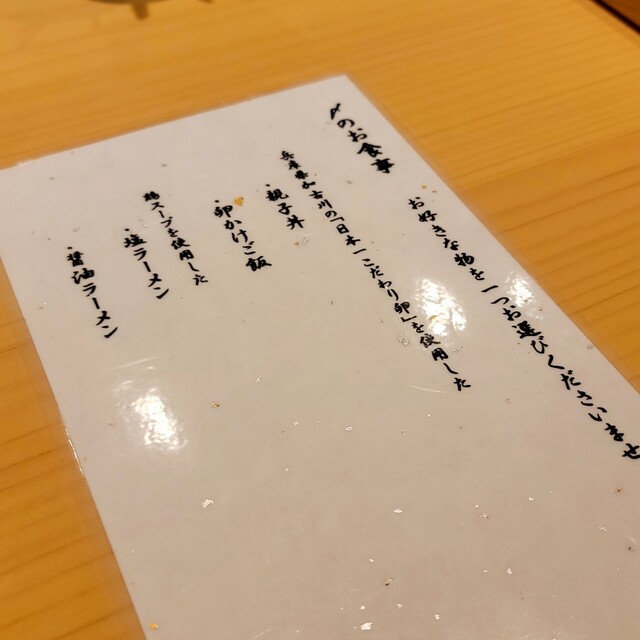 〆のお食事
お好きな物を一つお選びくださいませ
兵庫県加古川の「日本一こだわり卵」を使用した
・親子丼
・卵かけご飯
鶏スープを使用した
・塩ラーメン
・醤油ラーメン